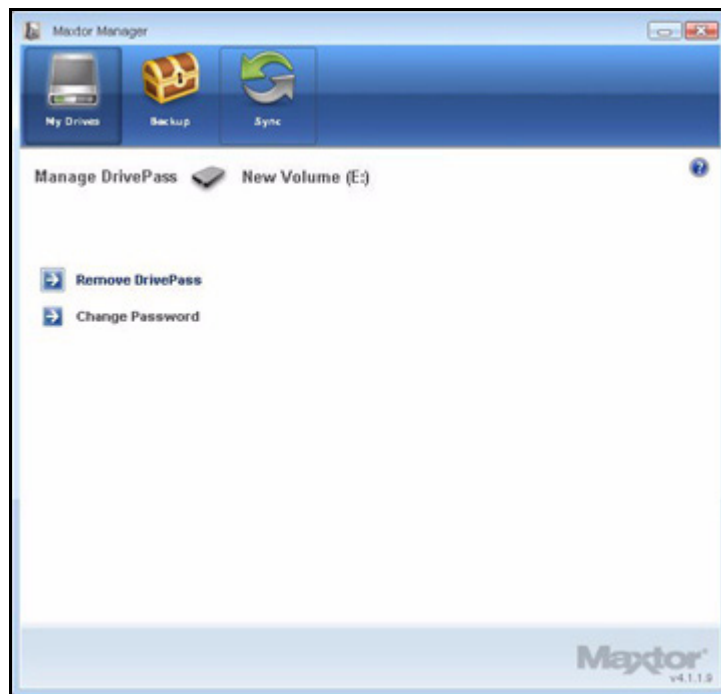 Maxtor Manager
My Drives Backup Sync
Manage DrivePass New Volume (E:)
Remove DrivePass
Change Password
Maxtor
v4.1.1.9